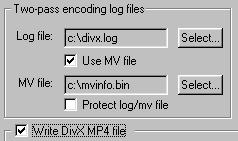 Two-pass encoding log files
Log file: c:\divx.log Select...
Use MV file
MV file: c:\mvinfo.bin Select...
Protect log/mv file
Write DivX MP4 file